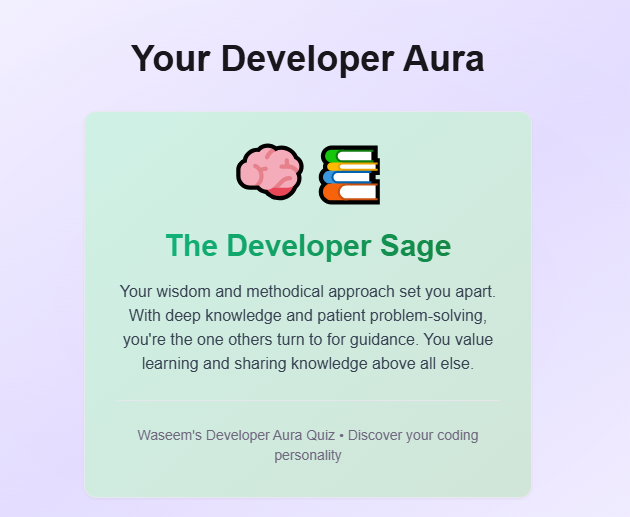 Your Developer Aura
The Developer Sage
Your wisdom and methodical approach set you apart.
With deep knowledge and patient problem-solving,
you're the one others turn to for guidance. You value
learning and sharing knowledge above all else.
Waseem's Developer Aura Quiz • Discover your coding
personality